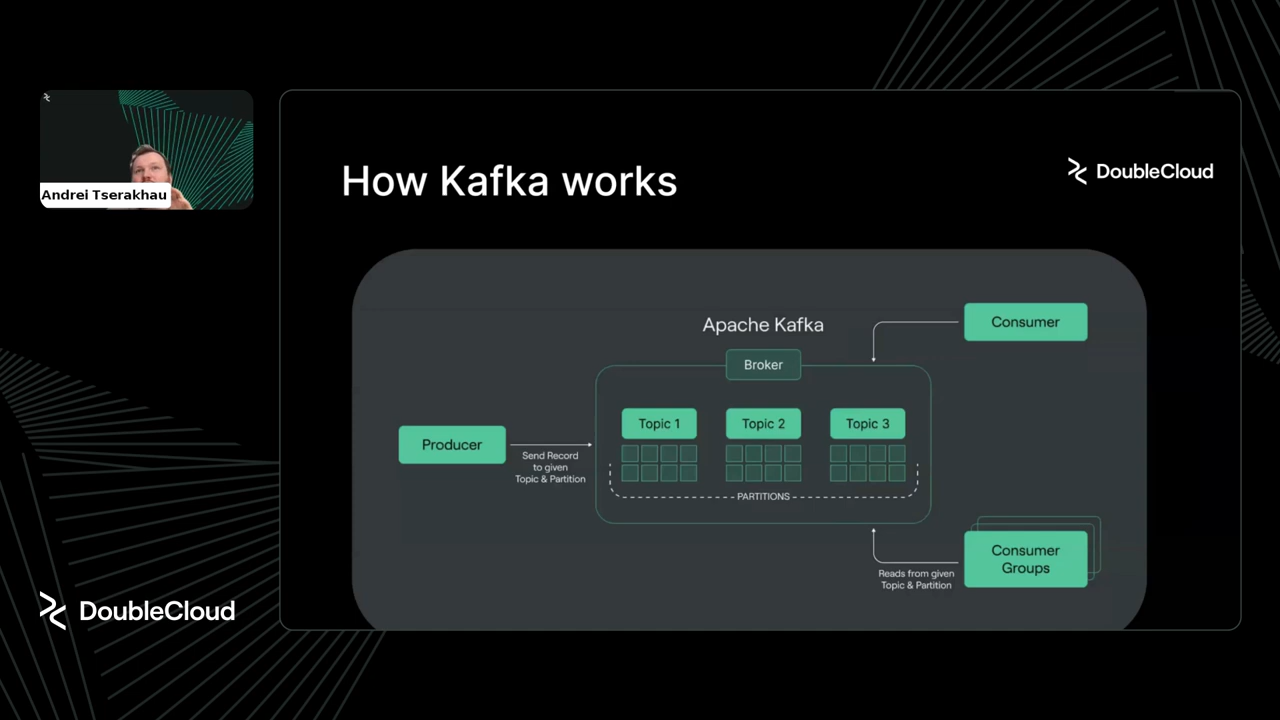 Andrei Tserakhau
How Kafka works
DoubleCloud
Apache Kafka
Broker
Consumer
Topic 1
Topic 2
Topic 3
Producer
Send Record
to given
Topic & Partition
PARTITIONS
Consumer
Groups
Reads from given
Topic & Partition
DoubleCloud